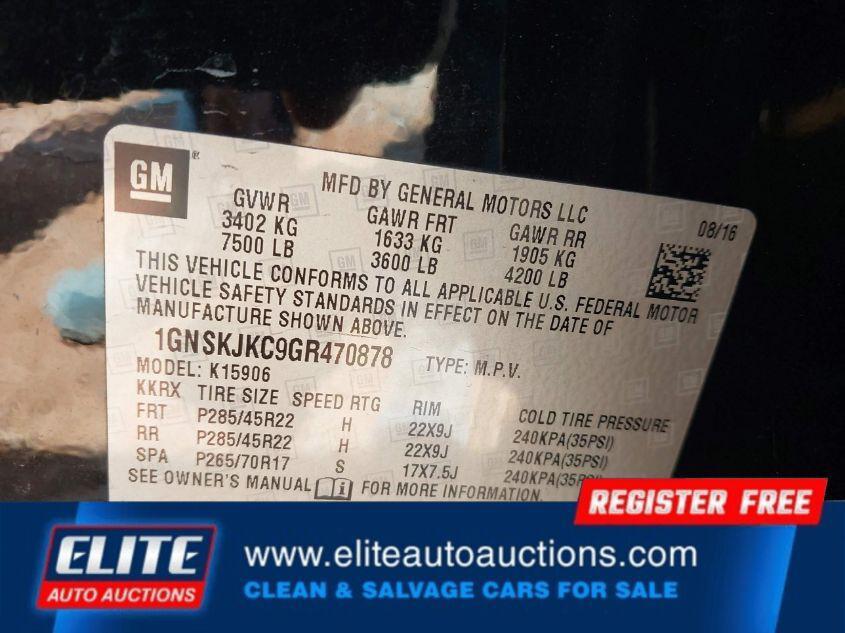 GM
MFD BY GENERAL MOTORS LLC
08/16
GVWR GAWR FRT GAWR RR
3402 KG 1633 KG 1905 KG
7500 LB 3600 LB 4200 LB
THIS VEHICLE CONFORMS TO ALL APPLICABLE U.S. FEDERAL MOTOR
VEHICLE SAFETY STANDARDS IN EFFECT ON THE DATE OF
MANUFACTURE SHOWN ABOVE.
1GNSKJKC9GR470878 TYPE: M.P.V.
MODEL: K15906
KKRX TIRE SIZE SPEED RTG RIM COLD TIRE PRESSURE
FRT P285/45R22 H 22X9J 240KPA(35PSI)
RR P285/45R22 H 22X9J 240KPA(35PSI)
SPA P265/70R17 S 17X7.5J 240KPA(35PSI)
SEE OWNER'S MANUAL FOR MORE INFORMATION.
REGISTER FREE
ELITE
AUTO AUCTIONS
www.eliteautoauctions.com
CLEAN & SALVAGE CARS FOR SALE